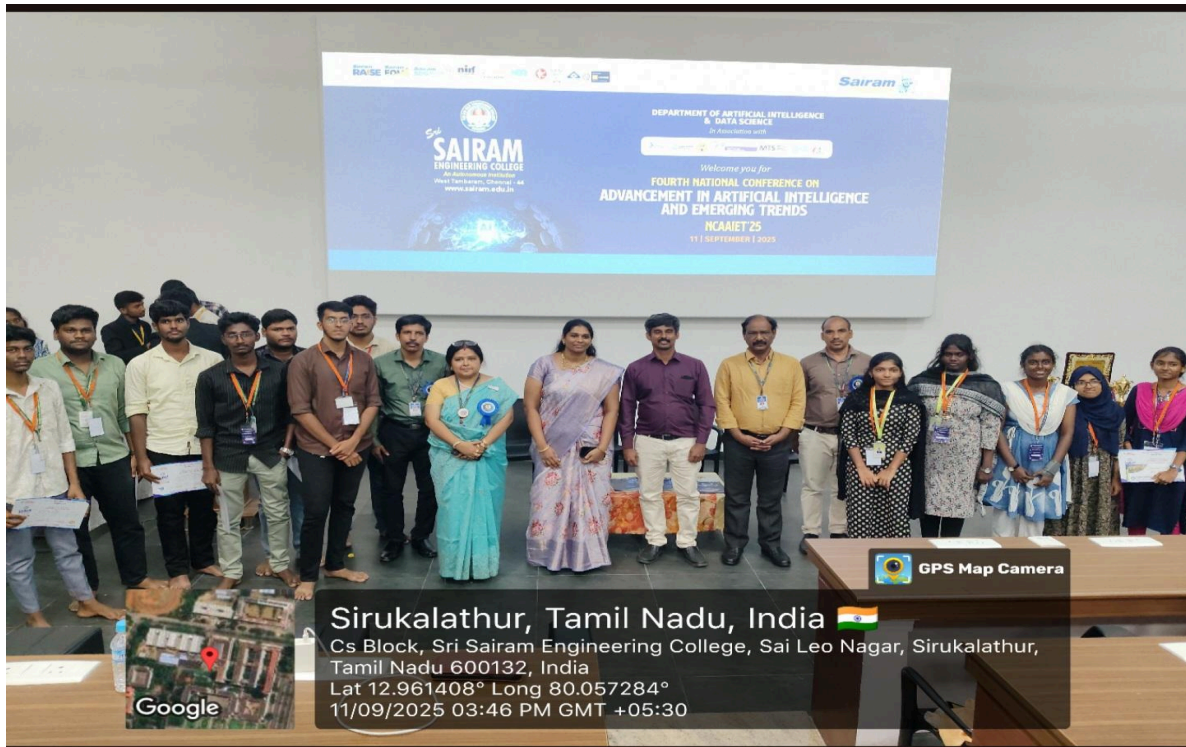 Sairam
RAISE
Sairam
nirf
Sairam
Sri
SAIRAM
ENGINEERING COLLEGE
An Autonomous Institution
West Tambaram, Chennai - 44
www.sairam.edu.in
DEPARTMENT OF ARTIFICIAL INTELLIGENCE
& DATA SCIENCE
In Association with
Welcome you for
FOURTH NATIONAL CONFERENCE ON
ADVANCEMENT IN ARTIFICIAL INTELLIGENCE
AND EMERGING TRENDS
NCAAIET'25
11 | SEPTEMBER | 2025
GPS Map Camera
Sirukalathur, Tamil Nadu, India
Cs Block, Sri Sairam Engineering College, Sai Leo Nagar, Sirukalathur,
Tamil Nadu 600132, India
Lat 12.961408° Long 80.057284°
11/09/2025 03:46 PM GMT +05:30
Google